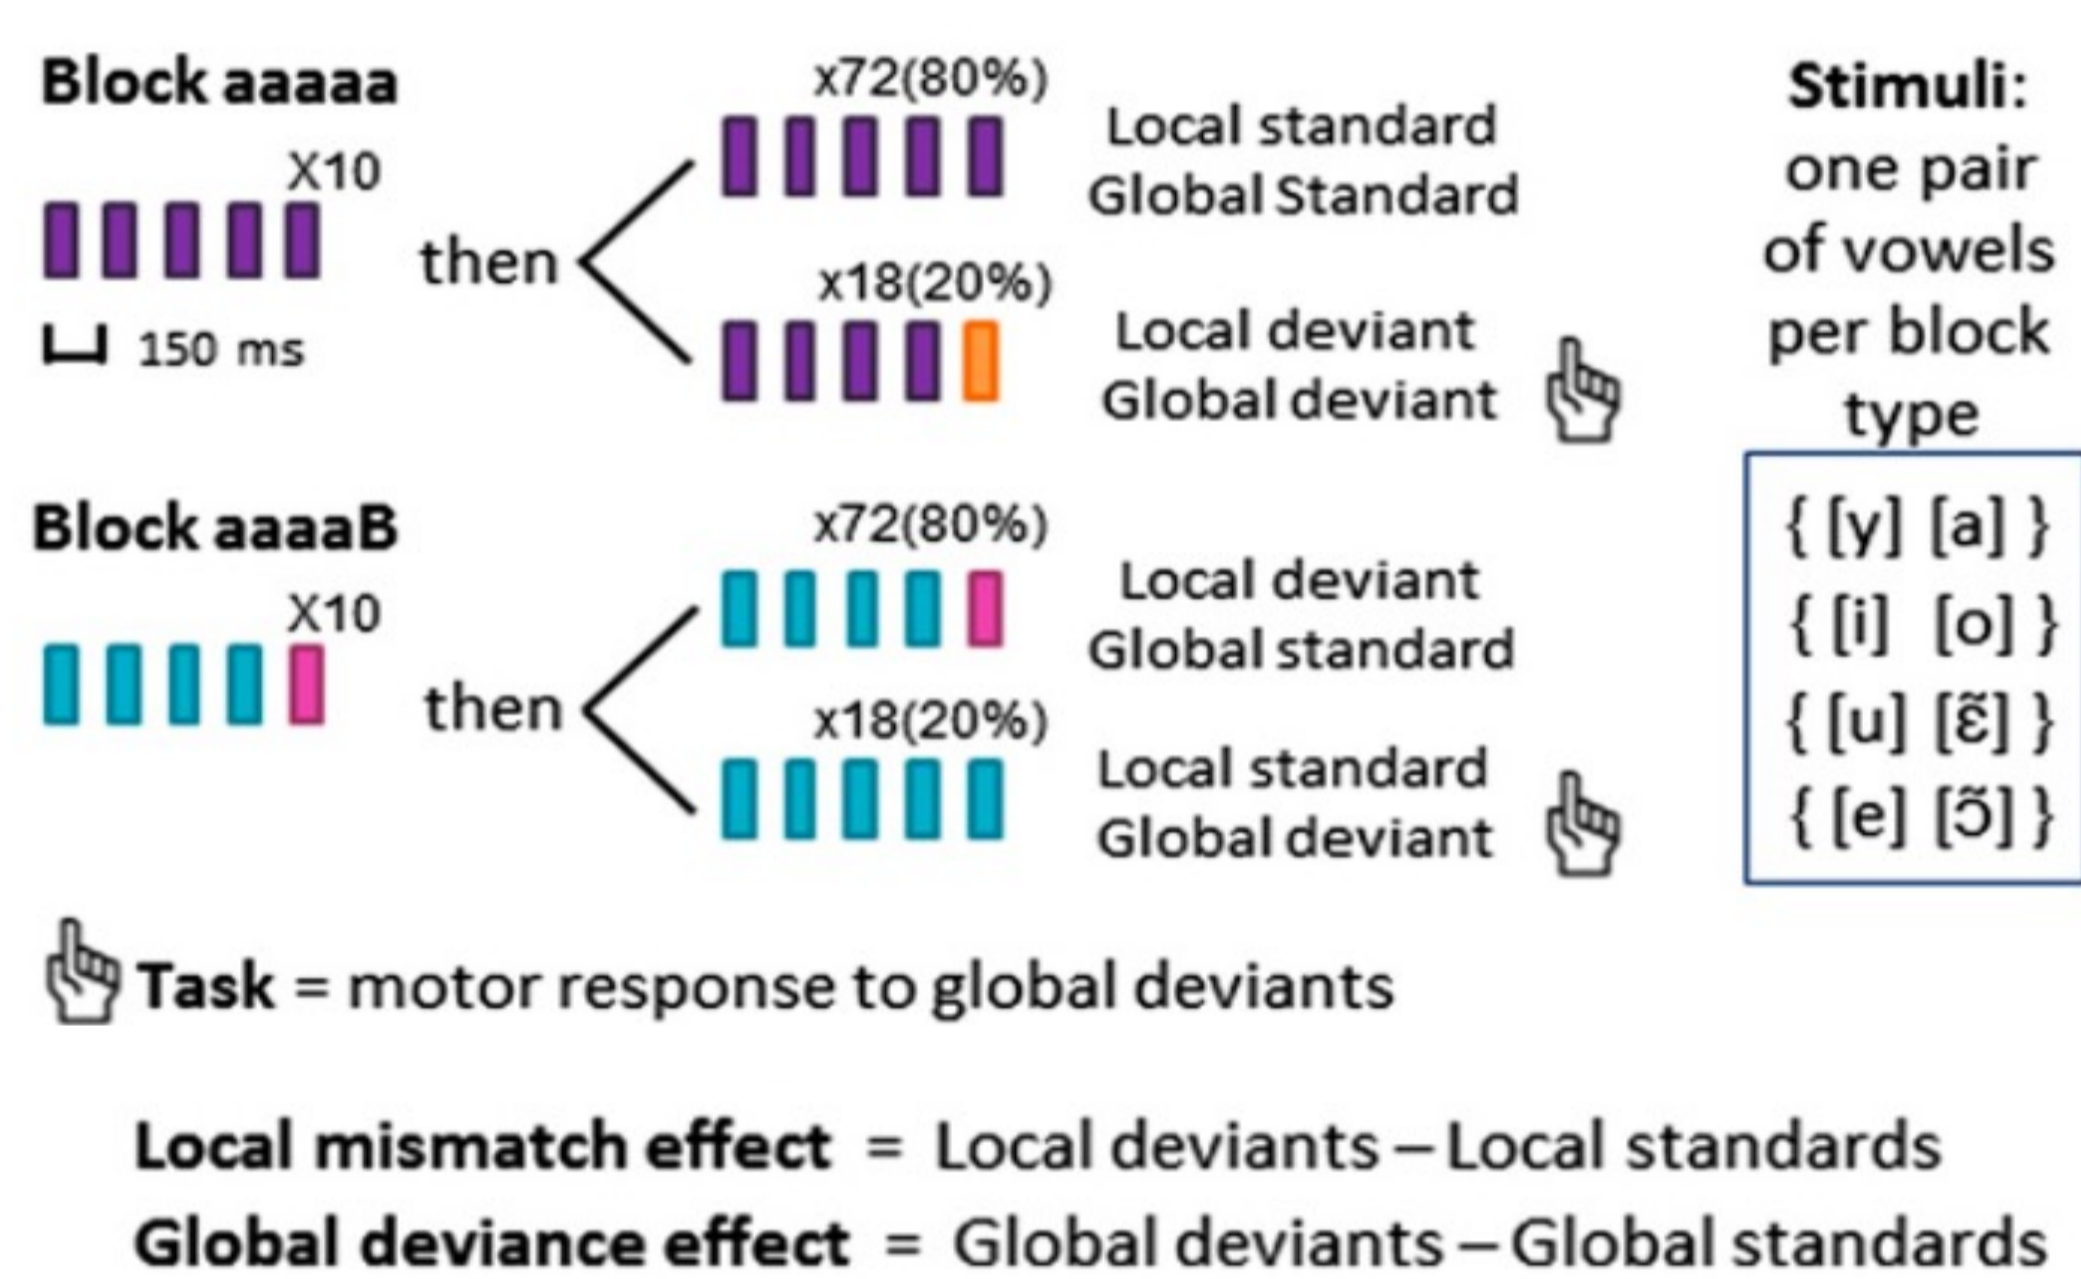 Block aaaaa
X10
150 ms
then
x72(80%)
Local standard
Global Standard
x18(20%)
Local deviant
Global deviant
Block aaaaB
X10
then
x72(80%)
Local deviant
Global standard
x18(20%)
Local standard
Global deviant
Stimuli:
one pair
of vowels
per block
type
{ [y] [a] }
{ [i] [o] }
{ [u] [ɛ̃] }
{ [e] [ɔ̃] }
Task = motor response to global deviants
Local mismatch effect = Local deviants – Local standards
Global deviance effect = Global deviants – Global standards